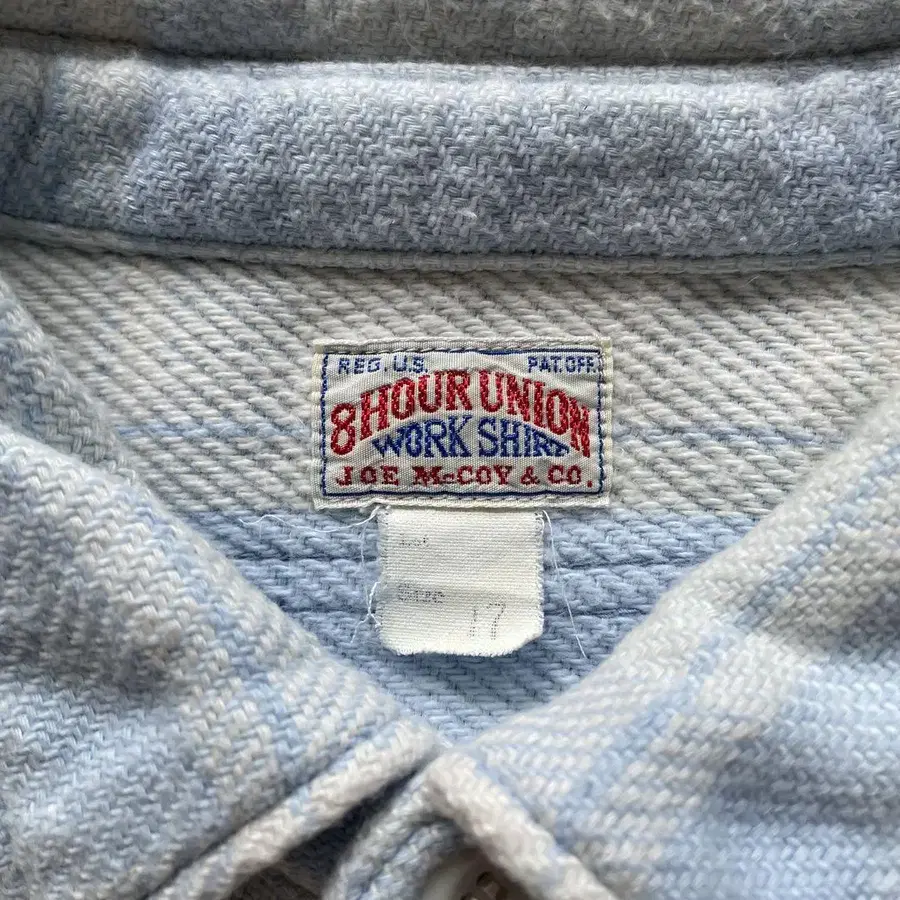 REG. U.S. PAT. OFF.
8 HOUR UNION
WORK SHIRT
JOE McCOY & CO.
Size 17